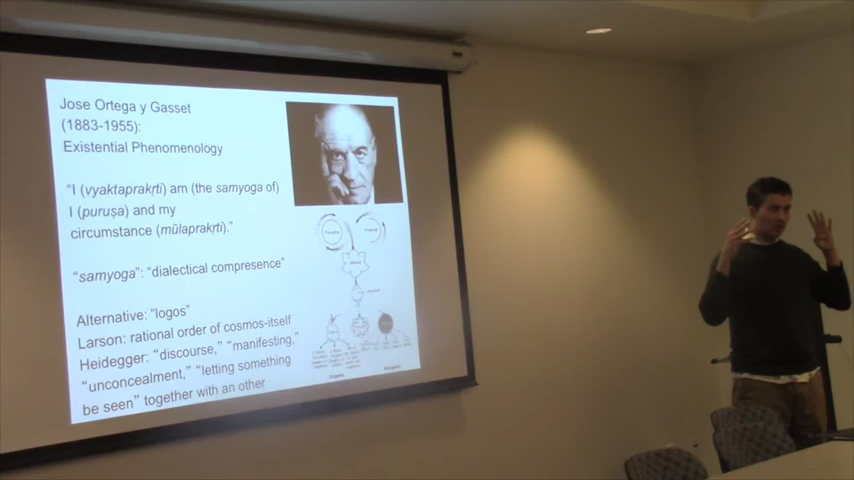 Jose Ortega y Gasset
(1883-1955):
Existential Phenomenology
"I (vyaktaprakṛti) am (the samyoga of)
I (puruṣa) and my
circumstance (mūlaprakṛti)."
"samyoga": "dialectical compresence"
Alternative: "logos"
Larson: rational order of cosmos-itself
Heidegger: "discourse," "manifesting,"
"unconcealment," "letting something
be seen" together with an other